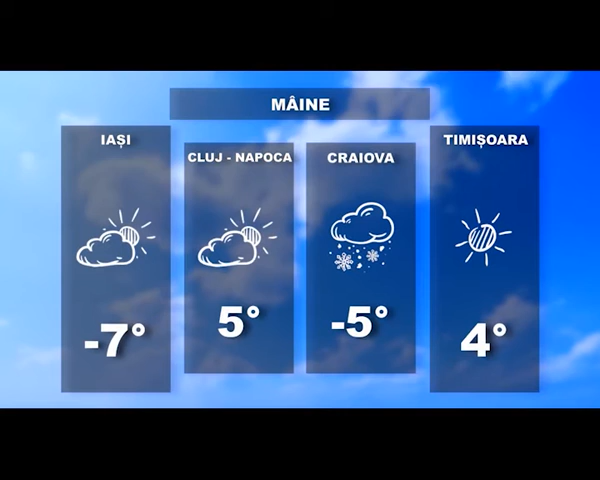 MÂINE
IAȘI
-7°
CLUJ - NAPOCA
5°
CRAIOVA
-5°
TIMIȘOARA
4°